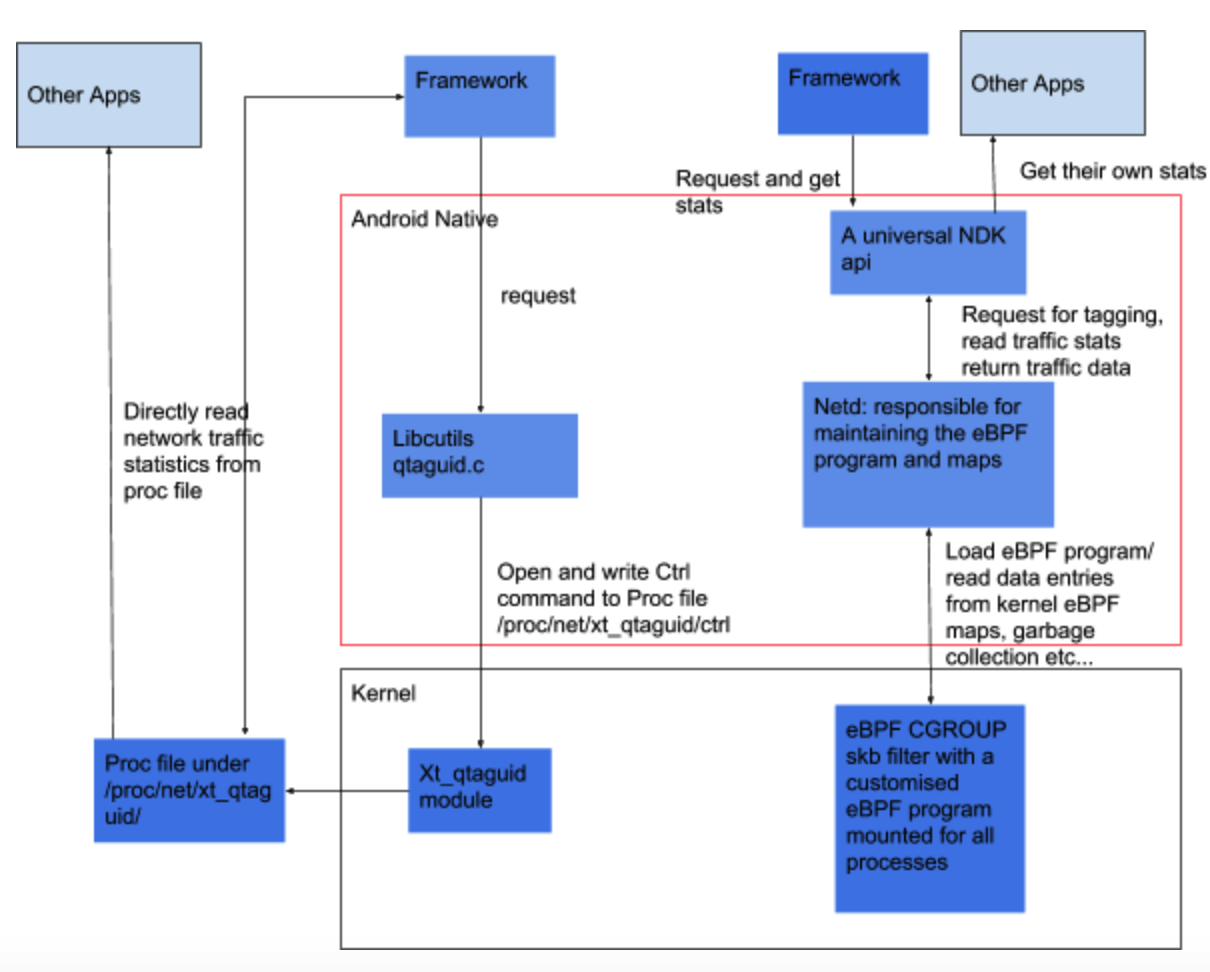 Other Apps
Framework
Framework
Other Apps
Request and get
stats
Get their own stats
Android Native
A universal NDK
api
request
Request for tagging,
read traffic stats
return traffic data
Directly read
network traffic
statistics from
proc file
Libcutils
qtaguid.c
Netd: responsible for
maintaining the eBPF
program and maps
Open and write Ctrl
command to Proc file
/proc/net/xt_qtaguid/ctrl
Load eBPF program/
read data entries
from kernel eBPF
maps, garbage
collection etc...
Kernel
Proc file under
/proc/net/xt_qtag
uid/
Xt_qtaguid
module
eBPF CGROUP
skb filter with a
customised
eBPF program
mounted for all
processes